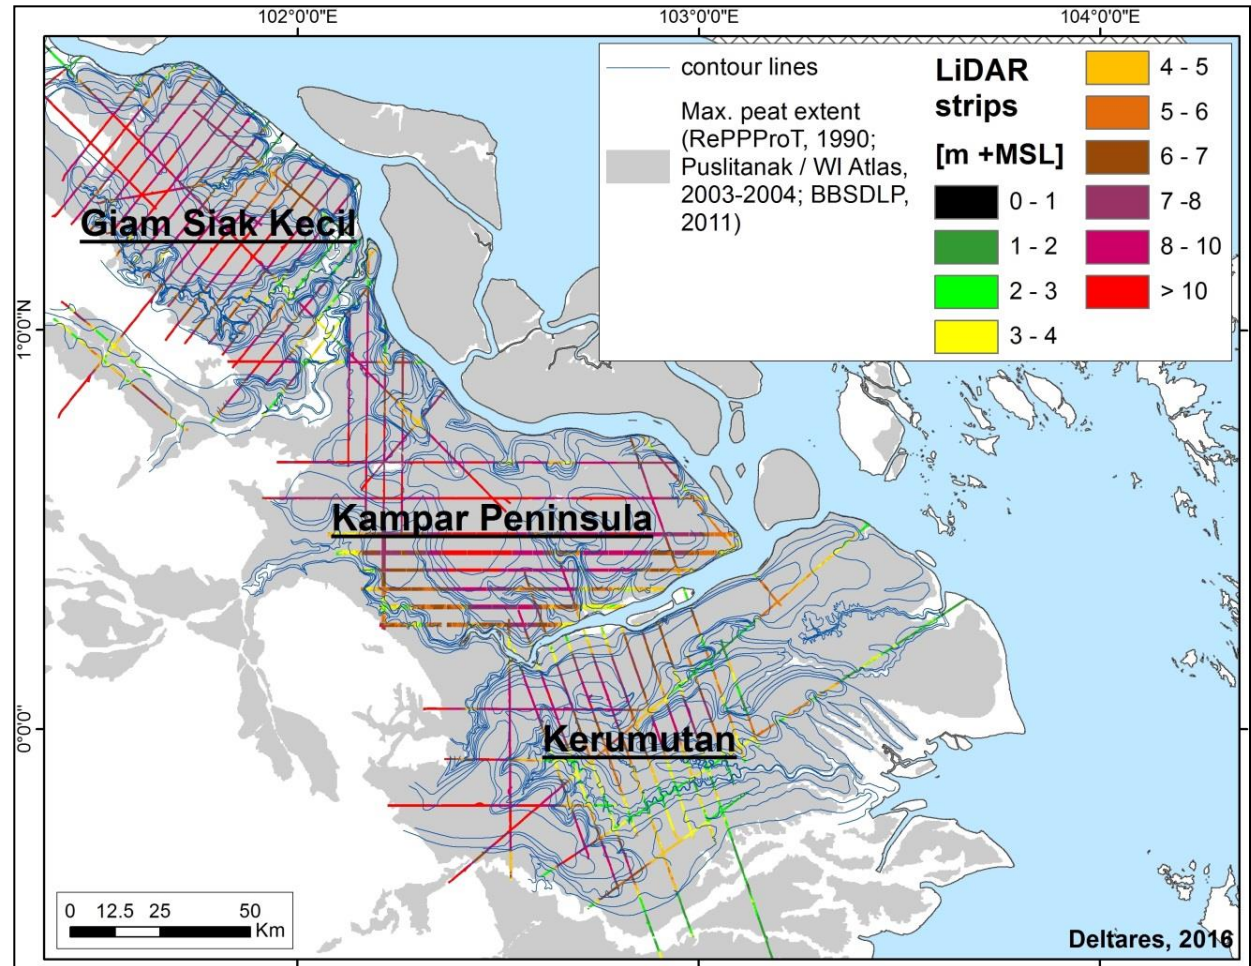 102°0'0"E
103°0'0"E
104°0'0"E
1°0'0"N
0°0'0"
contour lines
Max. peat extent
(RePPProT, 1990;
Puslitanak / WI Atlas,
2003-2004; BBSDLP,
2011)
LiDAR
strips
[m +MSL]
0 - 1
1 - 2
2 - 3
3 - 4
4 - 5
5 - 6
6 - 7
7 -8
8 - 10
> 10
Giam Siak Kecil
Kampar Peninsula
Kerumutan
0 12.5 25 50
Km
Deltares, 2016